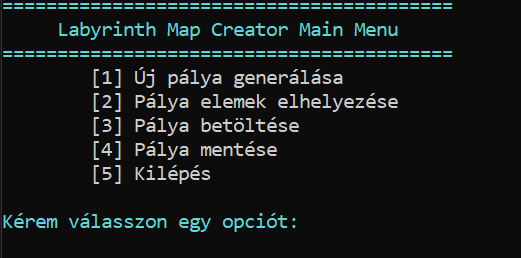 ==========================================
Labyrinth Map Creator Main Menu
==========================================
[1] Új pálya generálása
[2] Pálya elemek elhelyezése
[3] Pálya betöltése
[4] Pálya mentése
[5] Kilépés
Kérem válasszon egy opciót: